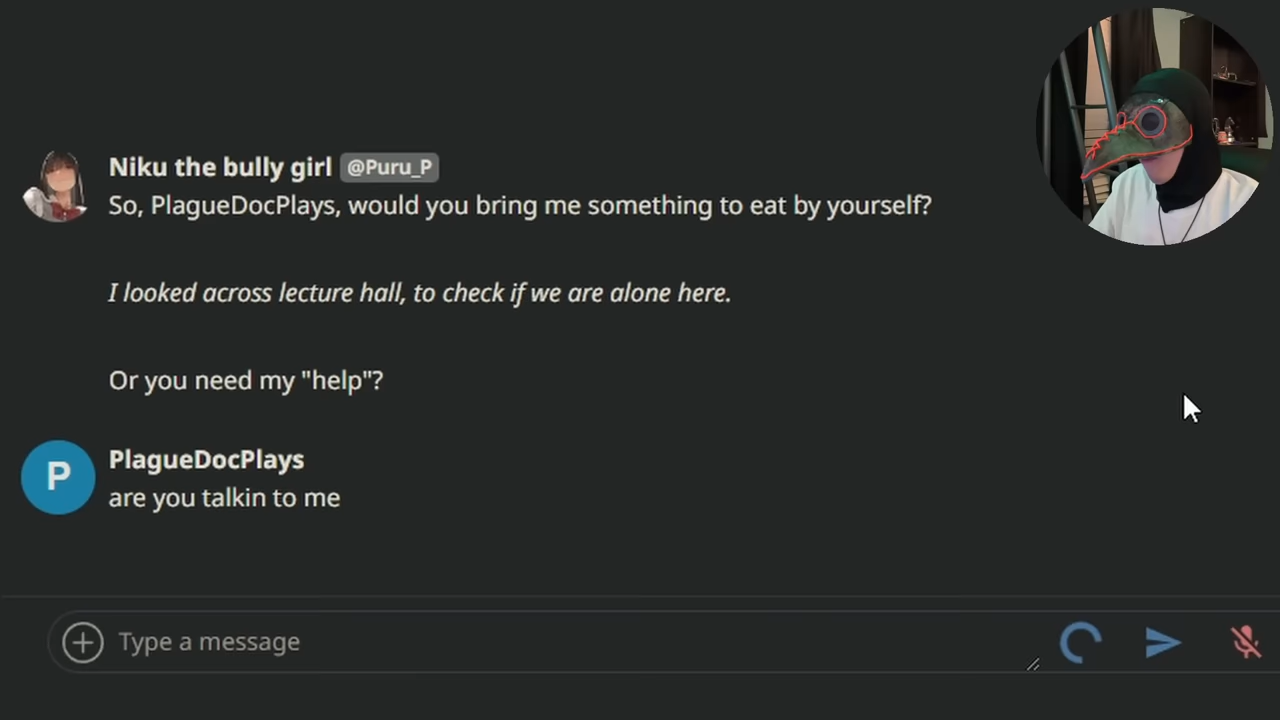 Niku the bully girl @Puru_P
So, PlagueDocPlays, would you bring me something to eat by yourself?
I looked across lecture hall, to check if we are alone here.
Or you need my "help"?
P
PlagueDocPlays
are you talkin to me
Type a message